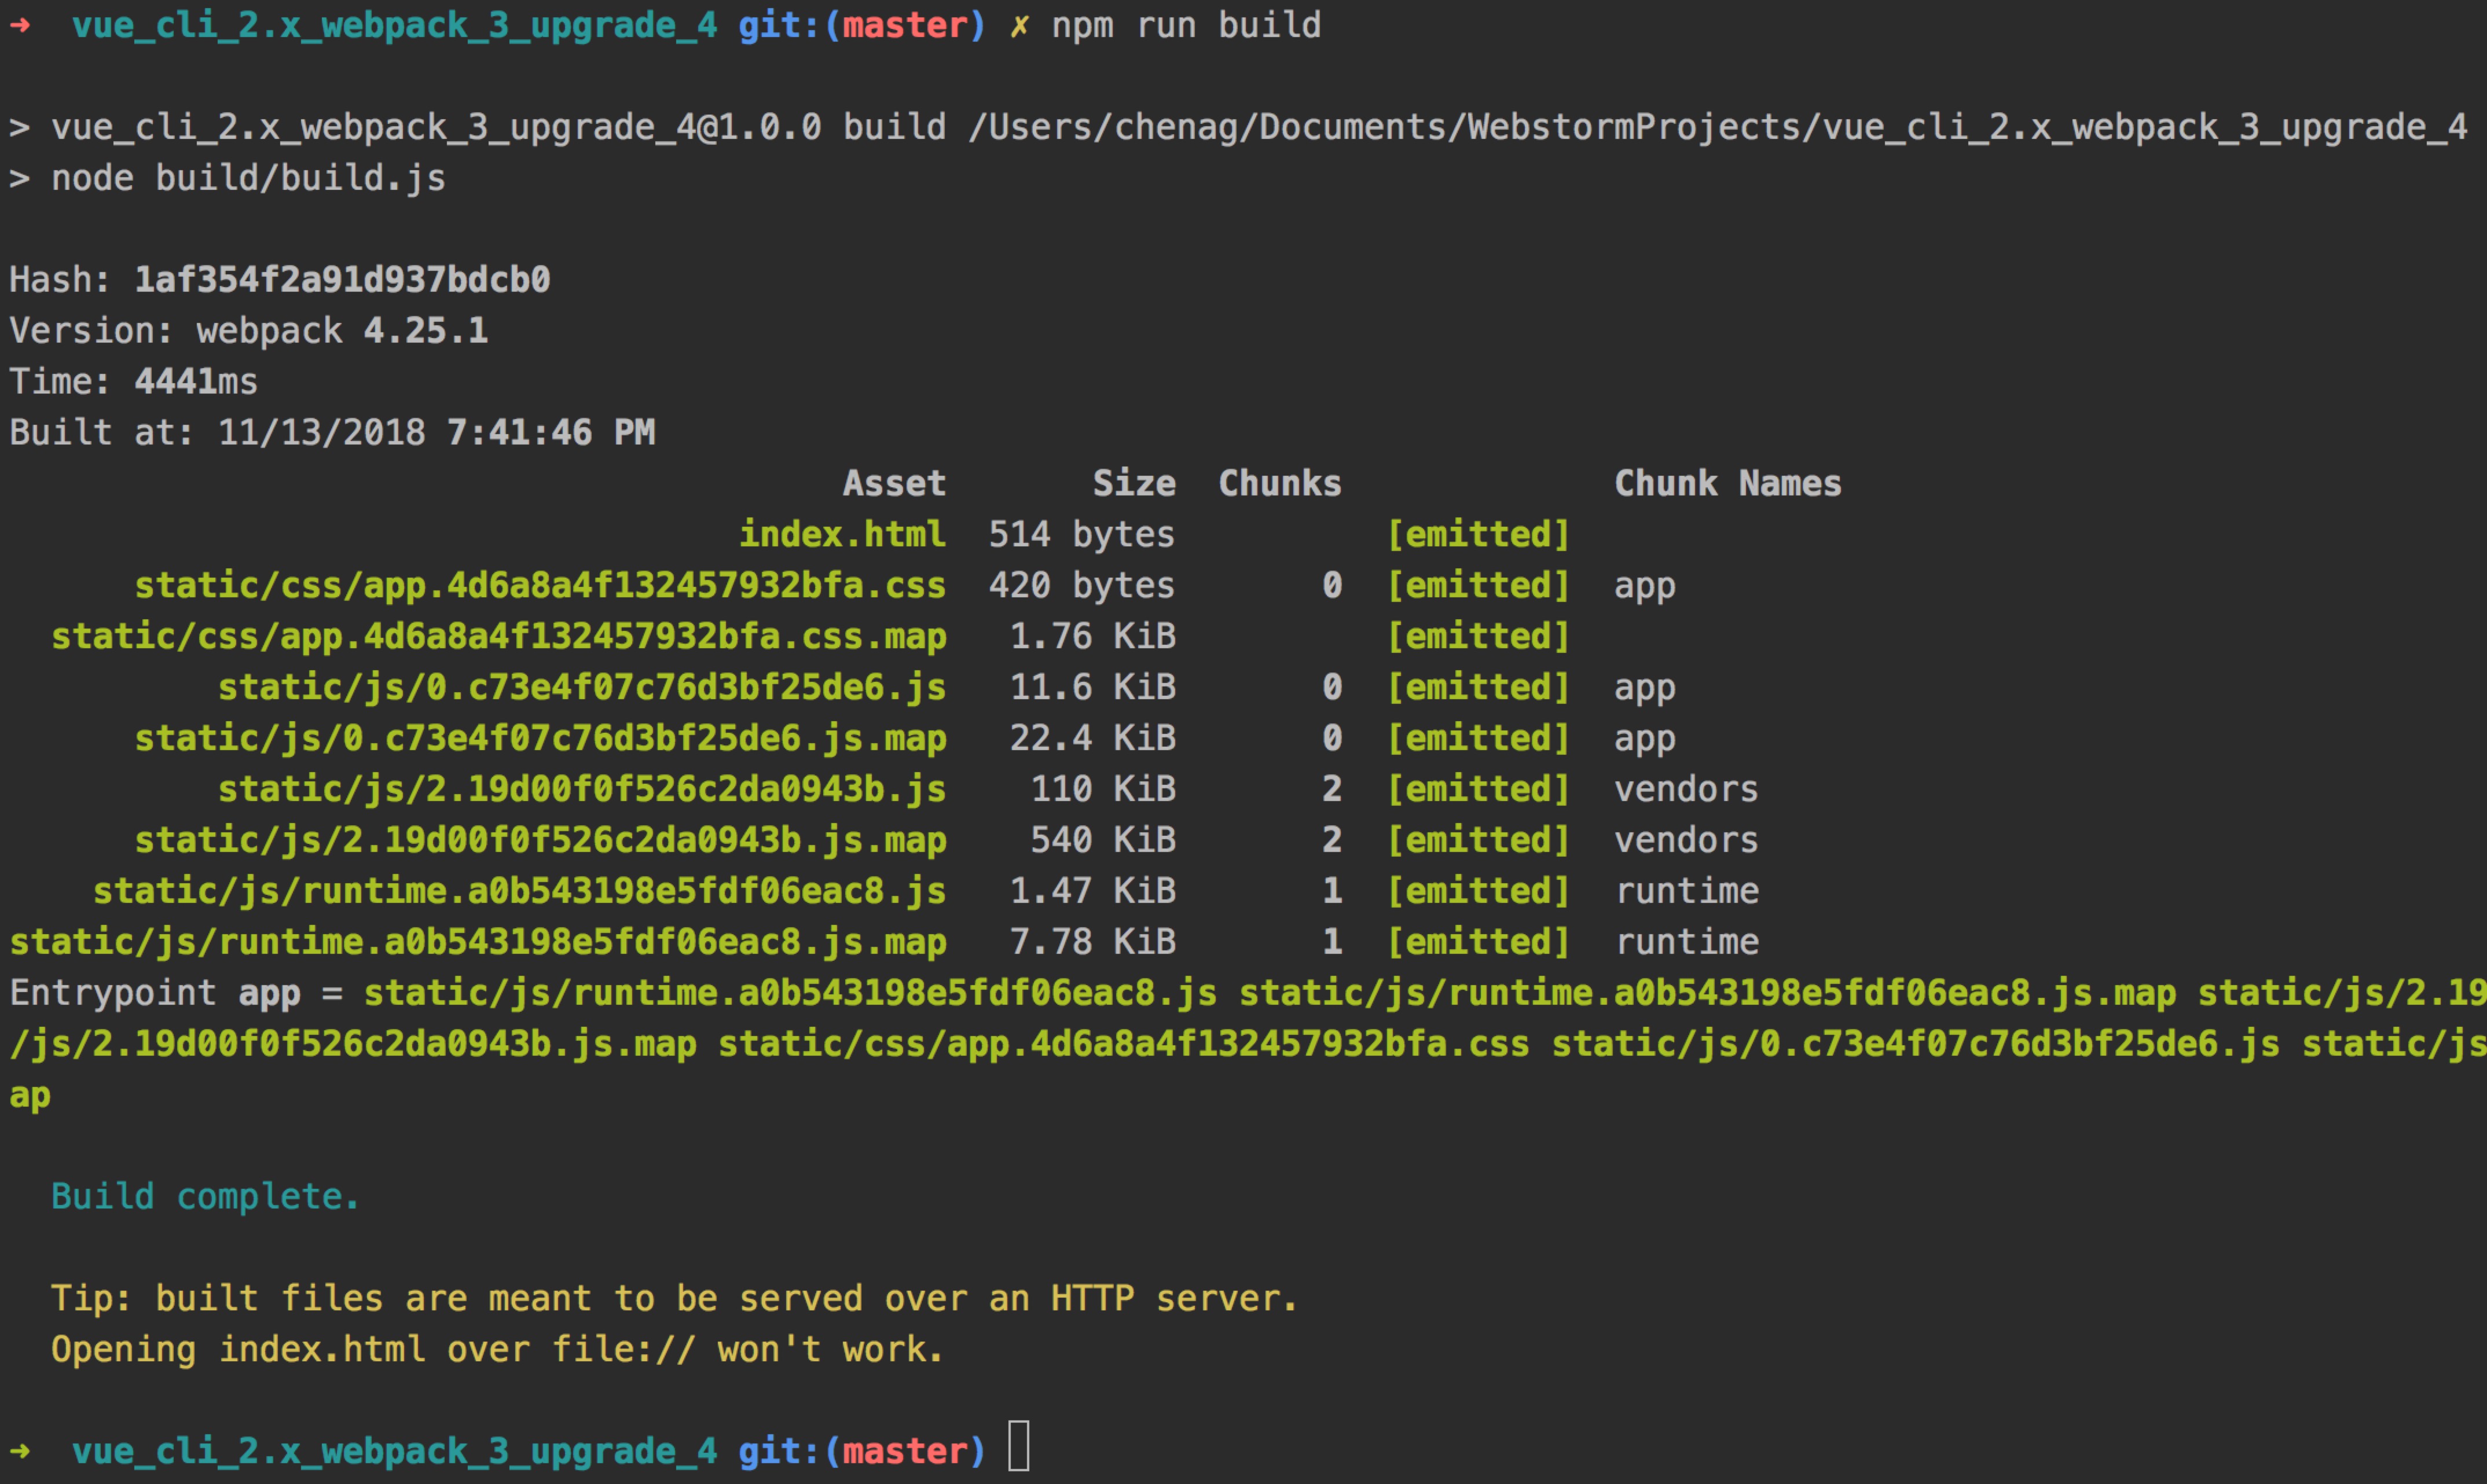 ➜  vue_cli_2.x_webpack_3_upgrade_4 git:(master) ✗ npm run build
> vue_cli_2.x_webpack_3_upgrade_4@1.0.0 build /Users/chenag/Documents/WebstormProjects/vue_cli_2.x_webpack_3_upgrade_4
> node build/build.js
Hash: 1af354f2a91d937bdcb0
Version: webpack 4.25.1
Time: 4441ms
Built at: 11/13/2018 7:41:46 PM
Asset Size Chunks Chunk Names
index.html 514 bytes [emitted]
static/css/app.4d6a8a4f132457932bfa.css 420 bytes 0 [emitted] app
static/css/app.4d6a8a4f132457932bfa.css.map 1.76 KiB [emitted]
static/js/0.c73e4f07c76d3bf25de6.js 11.6 KiB 0 [emitted] app
static/js/0.c73e4f07c76d3bf25de6.js.map 22.4 KiB 0 [emitted] app
static/js/2.19d00f0f526c2da0943b.js 110 KiB 2 [emitted] vendors
static/js/2.19d00f0f526c2da0943b.js.map 540 KiB 2 [emitted] vendors
static/js/runtime.a0b543198e5fdf06eac8.js 1.47 KiB 1 [emitted] runtime
static/js/runtime.a0b543198e5fdf06eac8.js.map 7.78 KiB 1 [emitted] runtime
Entrypoint app = static/js/runtime.a0b543198e5fdf06eac8.js static/js/runtime.a0b543198e5fdf06eac8.js.map static/js/2.19
/js/2.19d00f0f526c2da0943b.js.map static/css/app.4d6a8a4f132457932bfa.css static/js/0.c73e4f07c76d3bf25de6.js static/js
ap
Build complete.
Tip: built files are meant to be served over an HTTP server.
Opening index.html over file:// won't work.
➜  vue_cli_2.x_webpack_3_upgrade_4 git:(master)